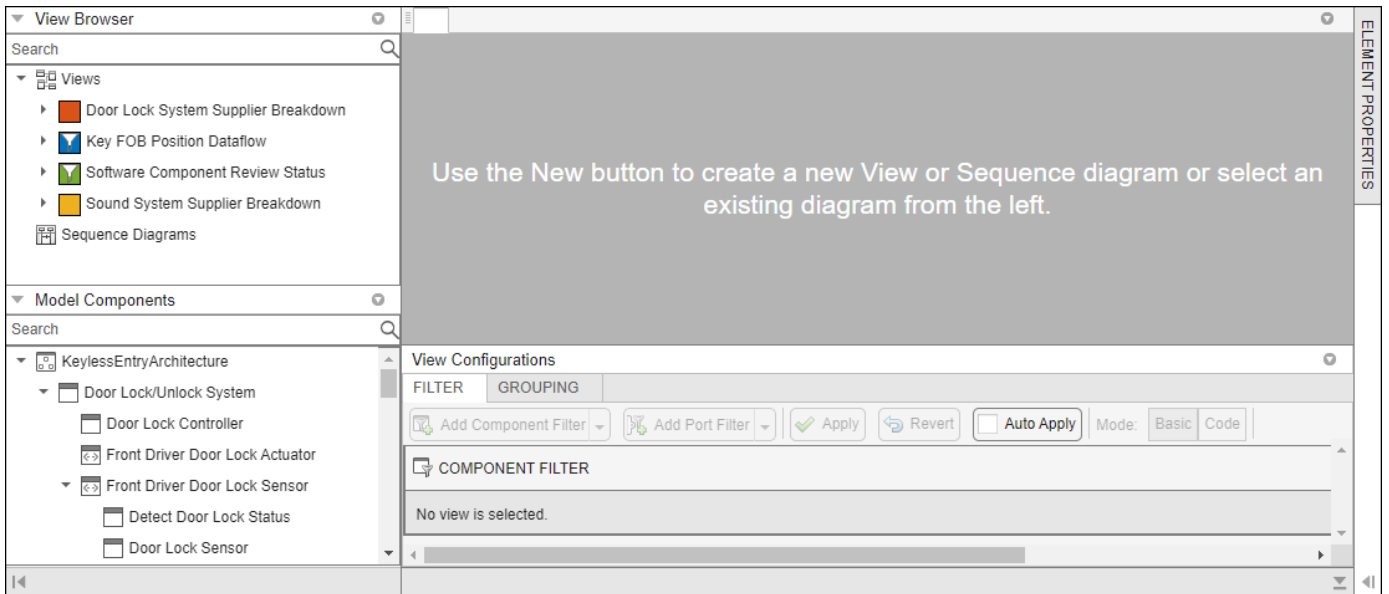 View Browser
Search
Views
Door Lock System Supplier Breakdown
Key FOB Position Dataflow
Software Component Review Status
Sound System Supplier Breakdown
Sequence Diagrams
Model Components
Search
KeylessEntryArchitecture
Door Lock/Unlock System
Door Lock Controller
Front Driver Door Lock Actuator
Front Driver Door Lock Sensor
Detect Door Lock Status
Door Lock Sensor
Use the New button to create a new View or Sequence diagram or select an
existing diagram from the left.
View Configurations
FILTER GROUPING
Add Component Filter Add Port Filter Apply Revert Auto Apply Mode: Basic Code
COMPONENT FILTER
No view is selected.
ELEMENT PROPERTIES